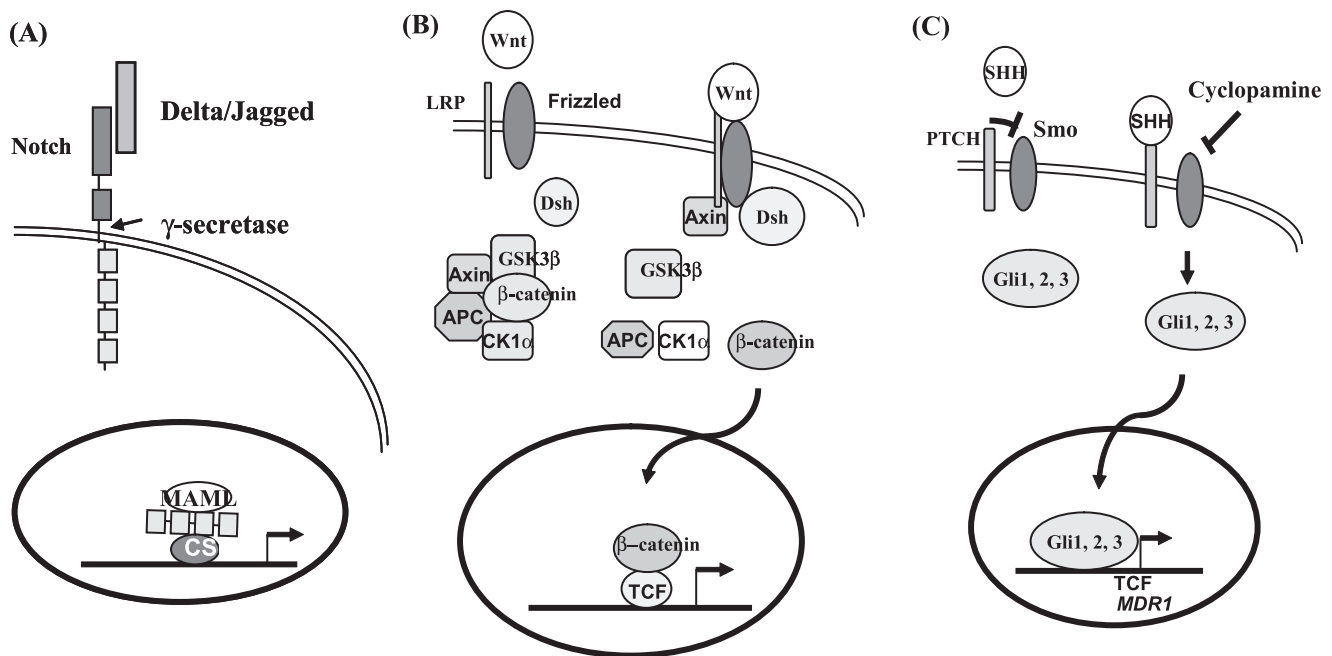 (A)
Delta/Jagged
Notch
γ-secretase
MAML
CS
(B)
Wnt
LRP
Frizzled
Wnt
Dsh
Axin
Dsh
Axin
GSK3β
β-catenin
APC
CK1α
GSK3β
APC
CK1α
β-catenin
β–catenin
TCF
(C)
SHH
Cyclopamine
PTCH
Smo
SHH
Gli1, 2, 3
Gli1, 2, 3
Gli1, 2, 3
TCF
MDR1